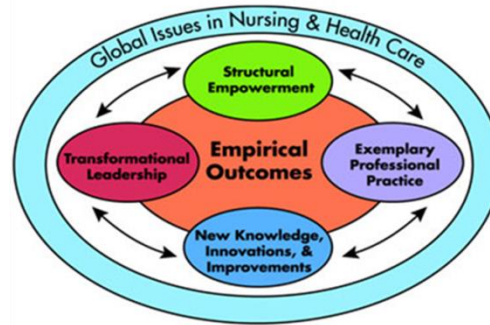 Global Issues in Nursing & Health Care
Structural
Empowerment
Transformational
Leadership
Empirical
Outcomes
Exemplary
Professional
Practice
New Knowledge,
Innovations, &
Improvements